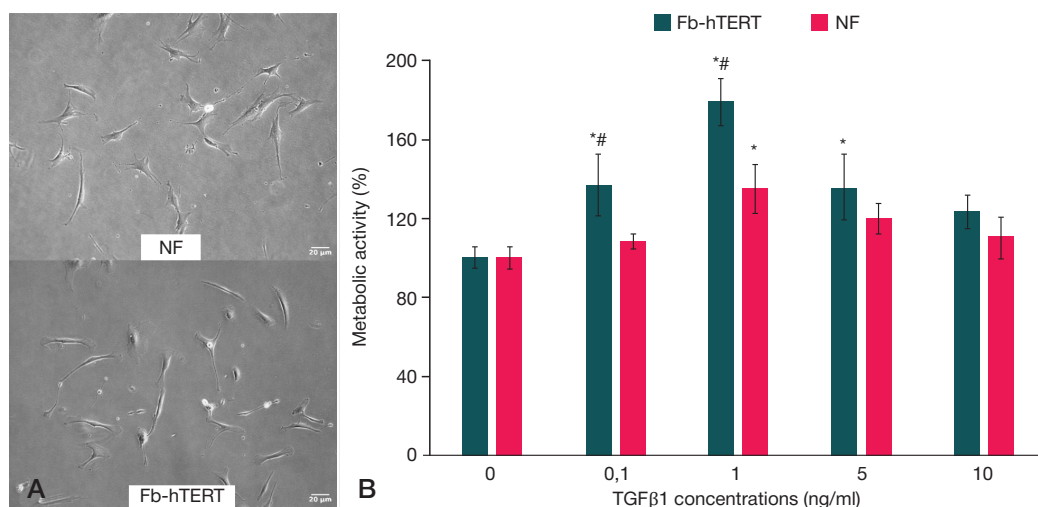 NF
20 μm
Fb-hTERT
20 μm
A
Fb-hTERT NF
Metabolic activity (%)
200
*#
*#
160
*
*
120
80
40
0
0 0,1 1 5 10
TGFβ1 concentrations (ng/ml)
B